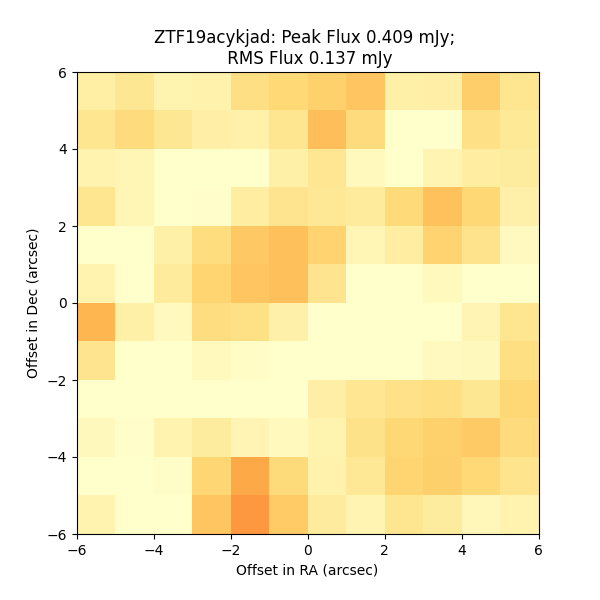 ZTF19acykjad: Peak Flux 0.409 mJy;
RMS Flux 0.137 mJy
6
4
2
0
−2
−4
−6
Offset in Dec (arcsec)
−6 −4 −2 0 2 4 6
Offset in RA (arcsec)